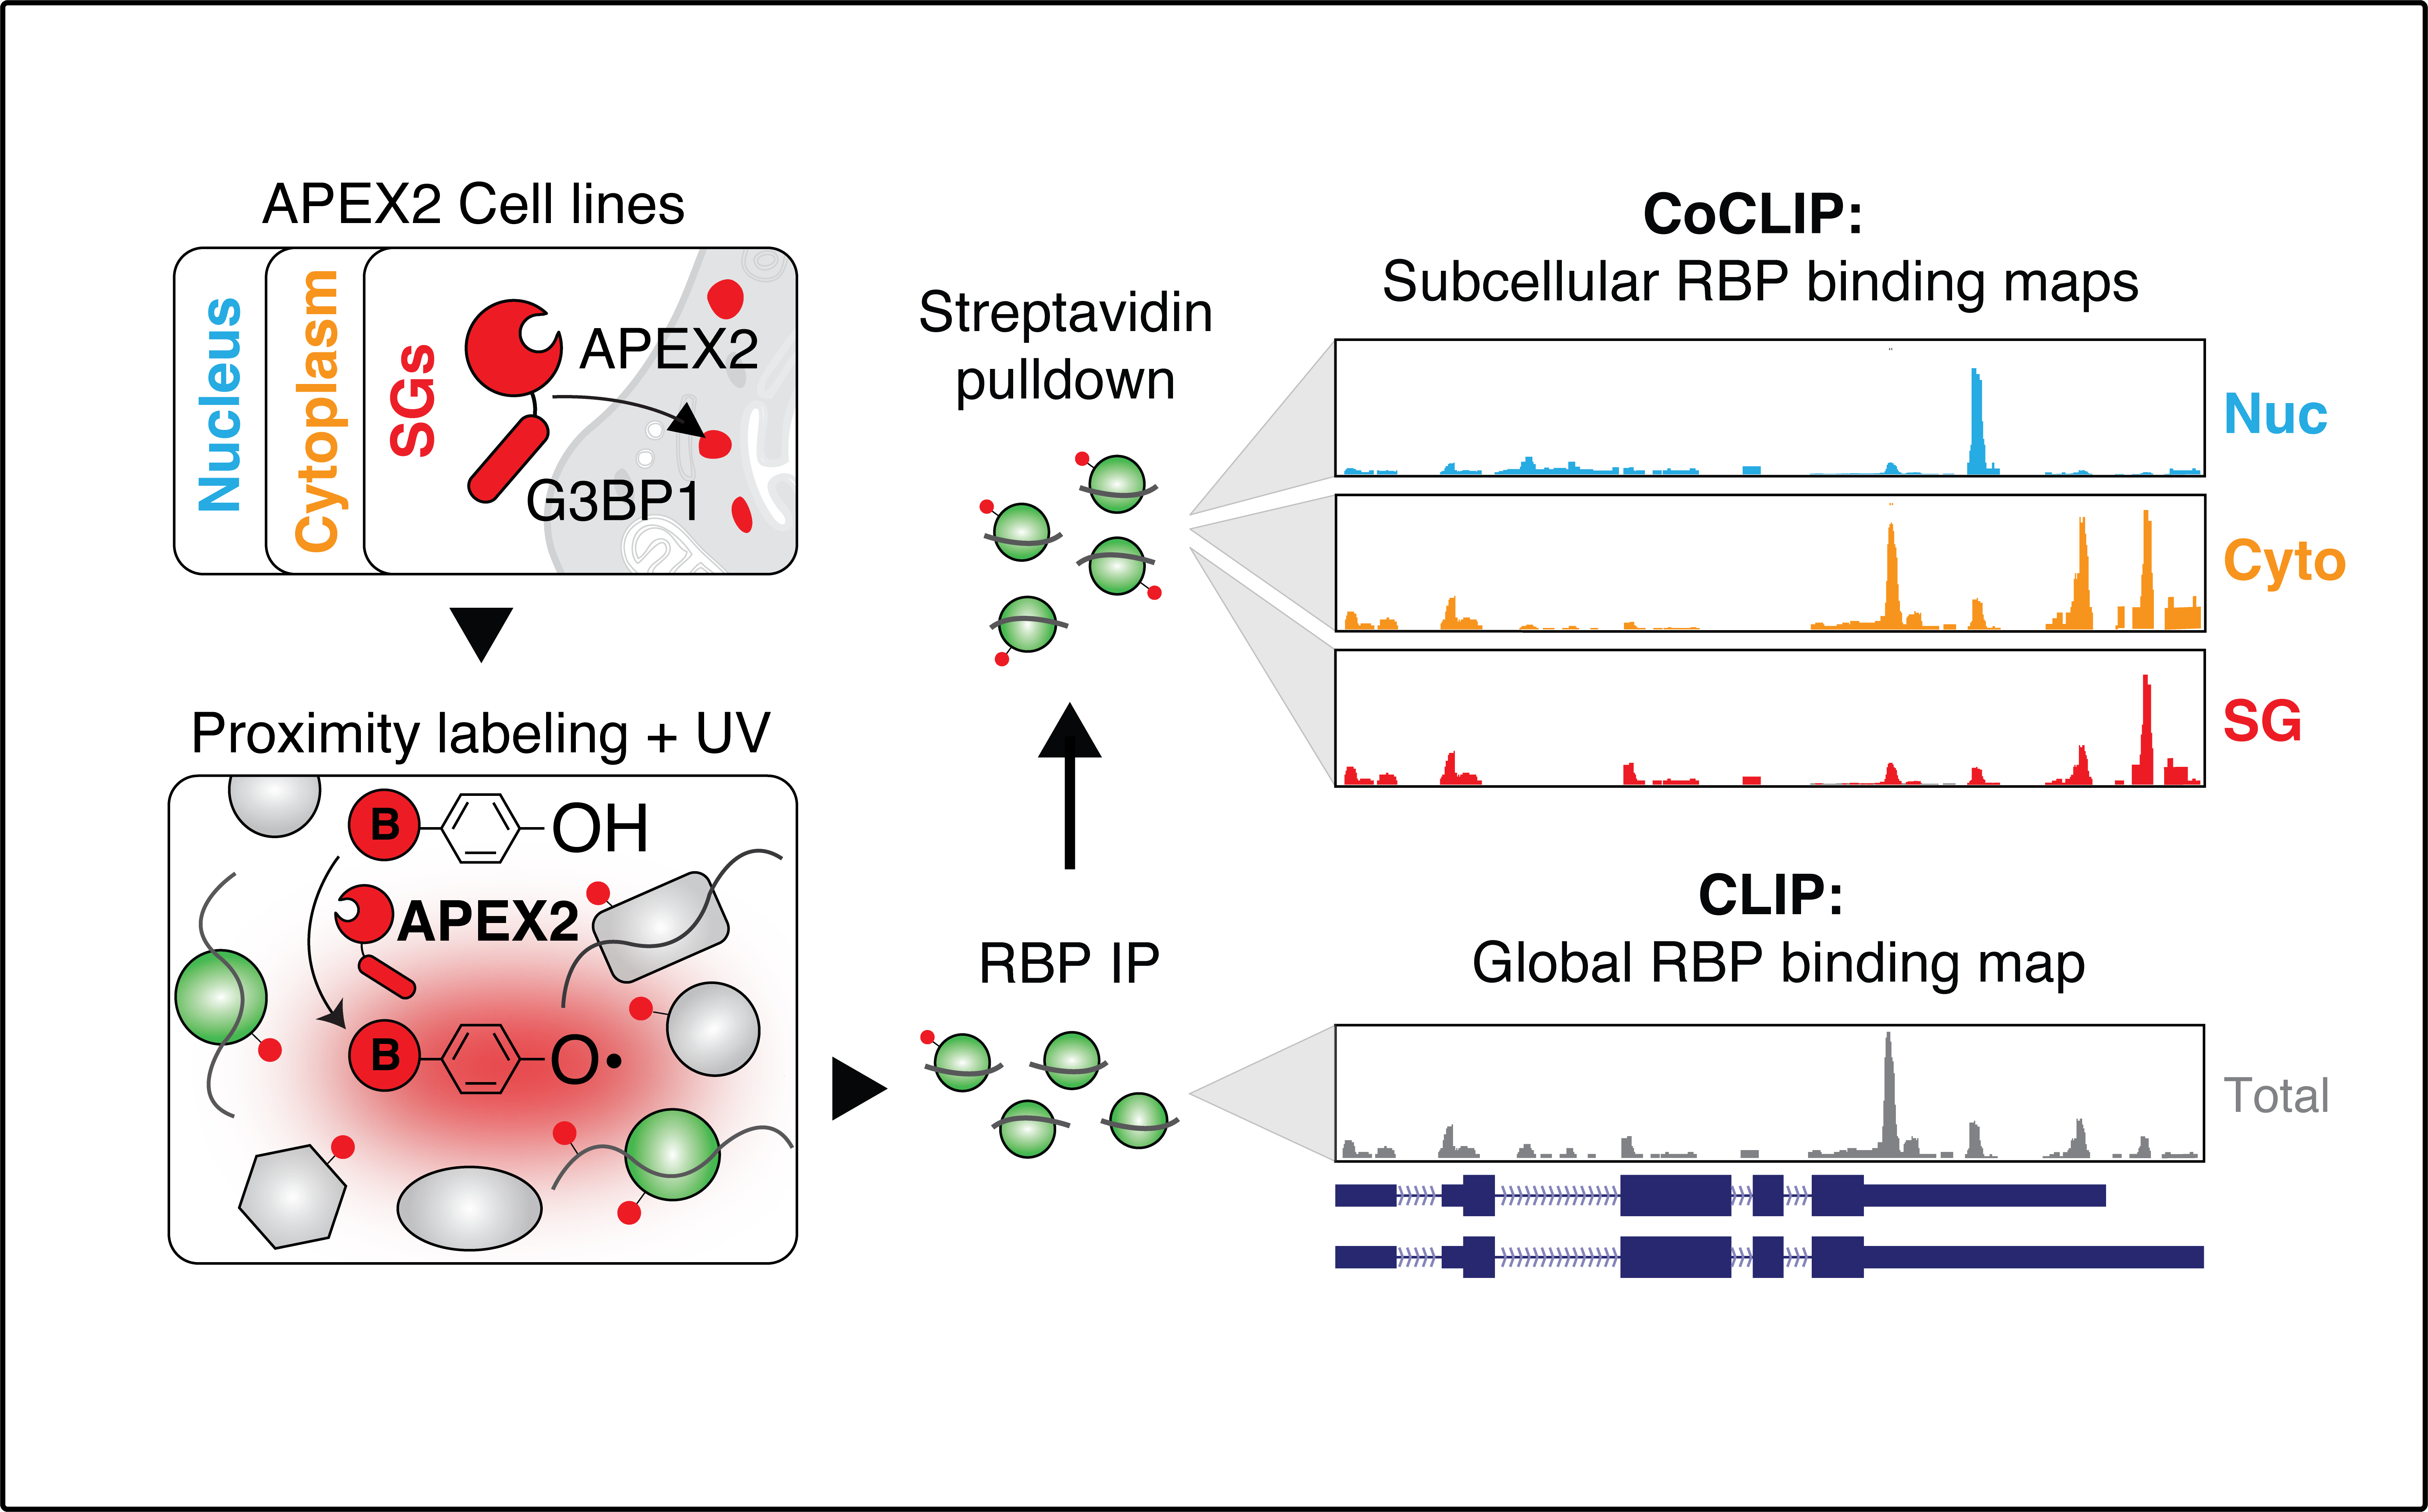 APEX2 Cell lines
Nucleus
Cytoplasm
SGs
APEX2
G3BP1
Proximity labeling + UV
B
OH
APEX2
B
O•
RBP IP
Streptavidin
pulldown
CoCLIP:
Subcellular RBP binding maps
Nuc
Cyto
SG
CLIP:
Global RBP binding map
Total